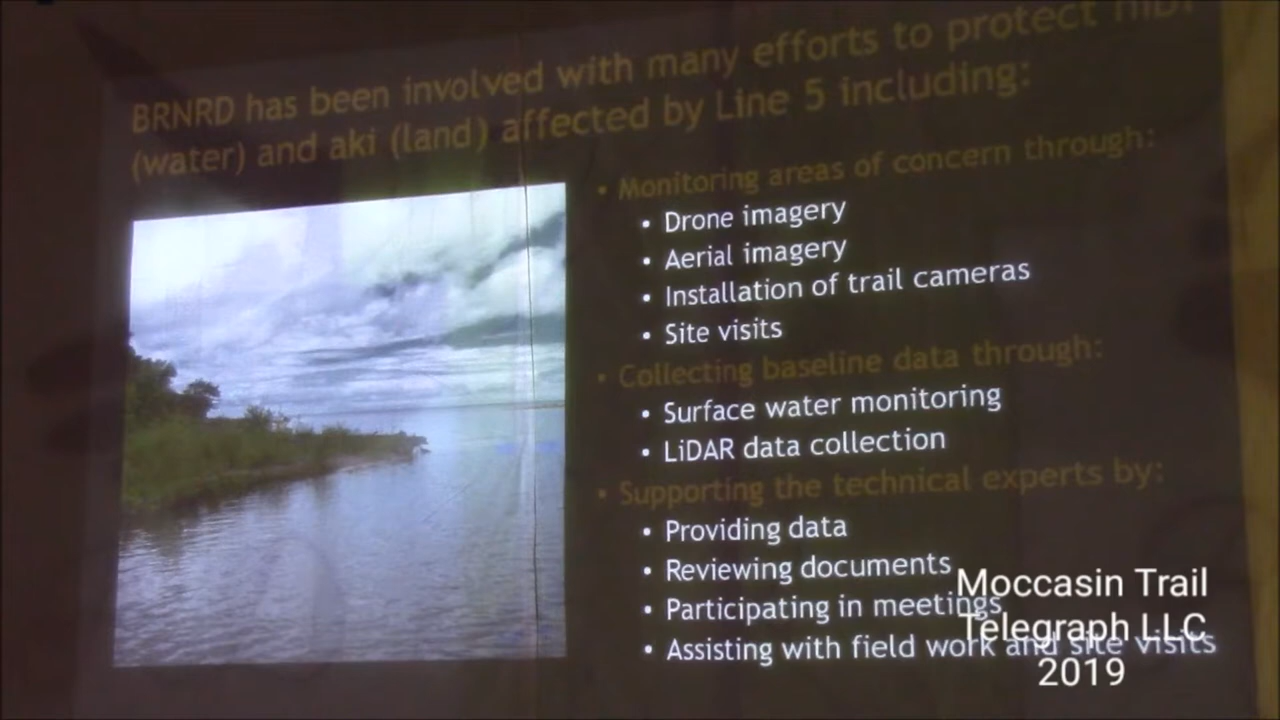 BRNRD has been involved with many efforts to protect
(water) and aki (land) affected by Line 5 including:
• Monitoring areas of concern through:
• Drone imagery
• Aerial imagery
• Installation of trail cameras
• Site visits
• Collecting baseline data through:
• Surface water monitoring
• LiDAR data collection
• Supporting the technical experts by:
• Providing data
• Reviewing documents
• Participating in meetings
• Assisting with field work and site visits
Moccasin Trail
Telegraph LLC
2019